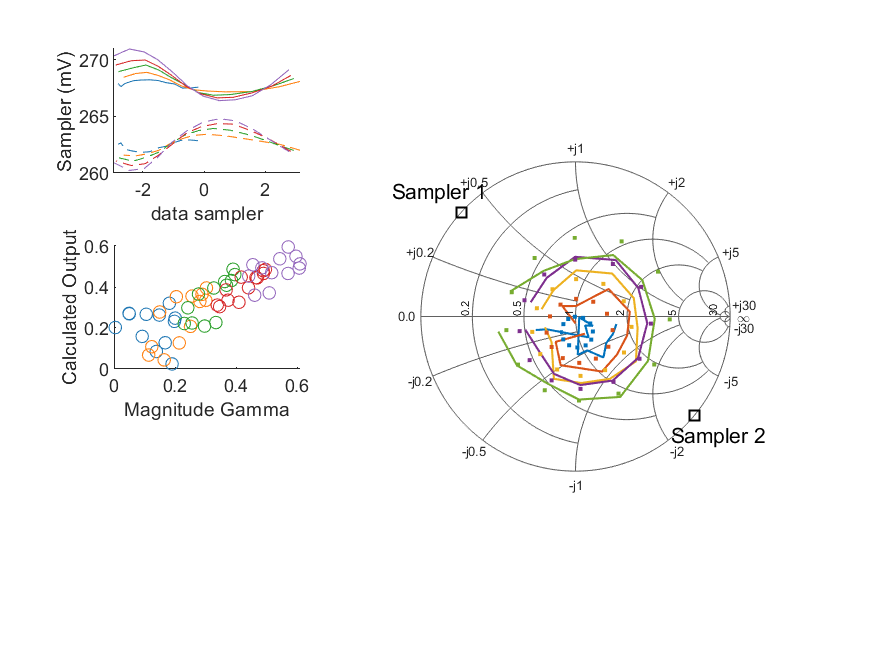 270
265
260
Sampler (mV)
-2 0 2
data sampler
0.6
0.4
0.2
0
Calculated Output
0 0.2 0.4 0.6
Magnitude Gamma
+j1
+j0.5
+j2
Sampler 1
+j0.2
+j5
0.0
0.2
0.5
1
2
5
30
+j30
∞
-j30
-j0.2
-j5
Sampler 2
-j0.5
-j2
-j1